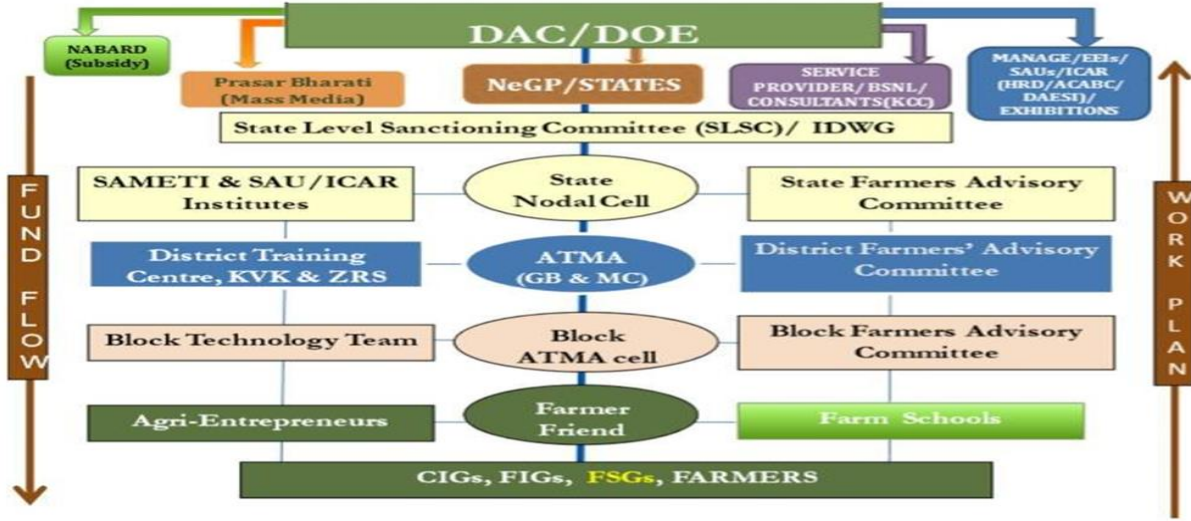 DAC/DOE
NABARD
(Subsidy)
Prasar Bharati
(Mass Media)
NeGP/STATES
SERVICE
PROVIDER/BSNL/
CONSULTANTS(KCC)
MANAGE/EEIs/
SAUs/ICAR
(HRD/ACABC/
DAESI)/
EXHIBITIONS
State Level Sanctioning Committee (SLSC)/ IDWG
SAMETI & SAU/ICAR
Institutes
State
Nodal Cell
State Farmers Advisory
Committee
District Training
Centre, KVK & ZRS
ATMA
(GB & MC)
District Farmers' Advisory
Committee
Block Technology Team
Block
ATMA cell
Block Farmers Advisory
Committee
Agri-Entrepreneurs
Farmer
Friend
Farm Schools
CIGs, FIGs, FSGs, FARMERS
FUND FLOW
WORK PLAN